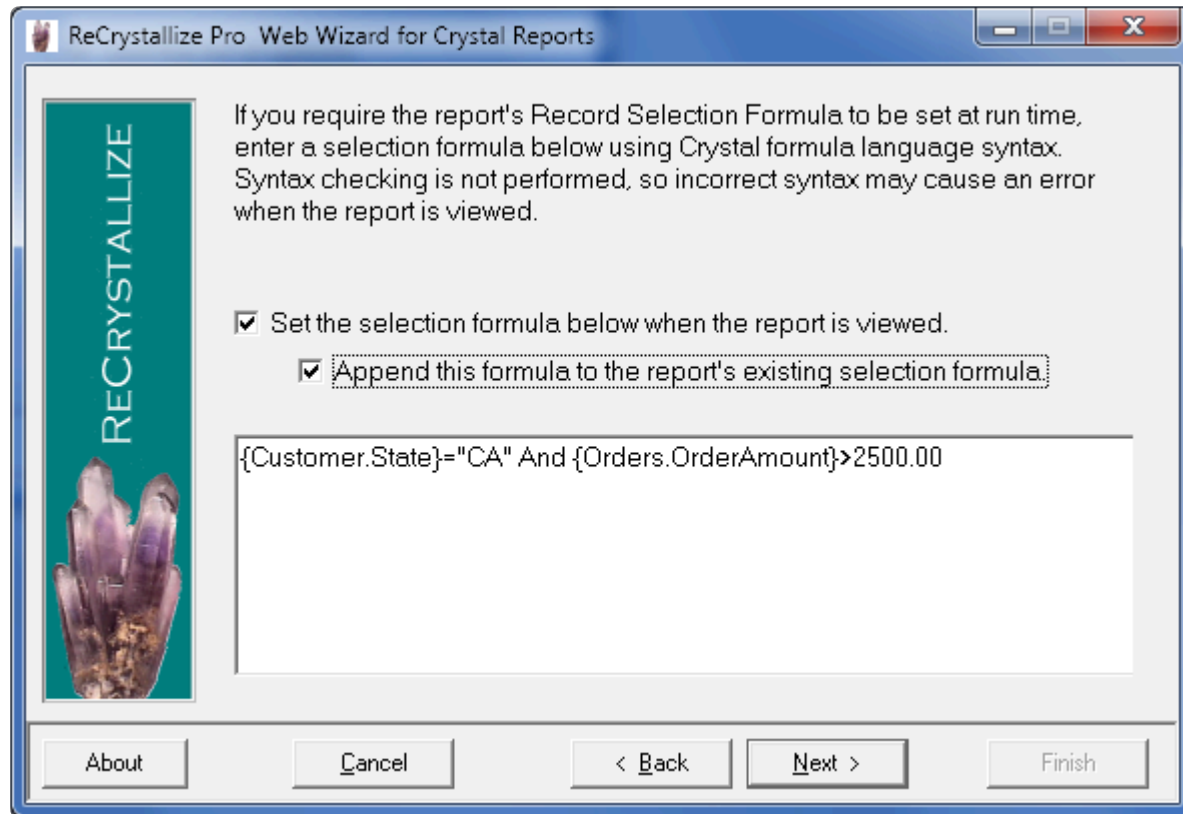 ReCrystallize Pro  Web Wizard for Crystal Reports
RECRYSTALLIZE
If you require the report's Record Selection Formula to be set at run time,
enter a selection formula below using Crystal formula language syntax.
Syntax checking is not performed, so incorrect syntax may cause an error
when the report is viewed.
Set the selection formula below when the report is viewed.
Append this formula to the report's existing selection formula.
{Customer.State}="CA" And {Orders.OrderAmount}>2500.00
About
Cancel
< Back
Next >
Finish